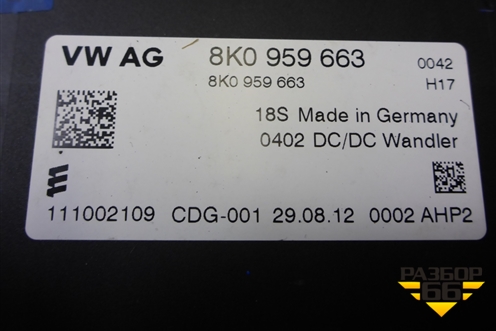 VW AG 8K0 959 663 0042
8K0 959 663 H17
18S Made in Germany
0402 DC/DC Wandler
111002109 CDG-001 29.08.12 0002 AHP2
РАЗБОР
66